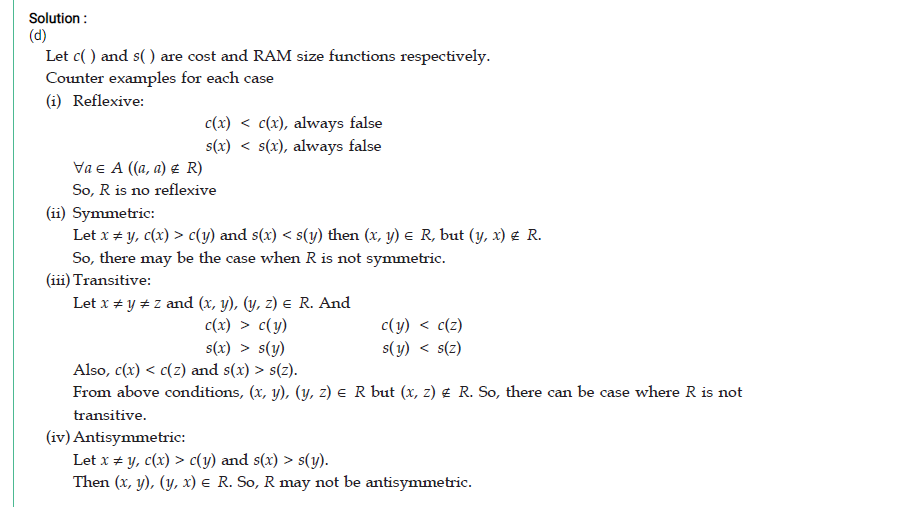 Solution :
(d)
Let c( ) and s( ) are cost and RAM size functions respectively.
Counter examples for each case
(i) Reflexive:
c(x) < c(x), always false
s(x) < s(x), always false
∀a ∈ A ((a, a) ∉ R)
So, R is no reflexive
(ii) Symmetric:
Let x ≠ y, c(x) > c(y) and s(x) < s(y) then (x, y) ∈ R, but (y, x) ∉ R.
So, there may be the case when R is not symmetric.
(iii) Transitive:
Let x ≠ y ≠ z and (x, y), (y, z) ∈ R. And
c(x) > c(y) c(y) < c(z)
s(x) > s(y) s(y) < s(z)
Also, c(x) < c(z) and s(x) > s(z).
From above conditions, (x, y), (y, z) ∈ R but (x, z) ∉ R. So, there can be case where R is not
transitive.
(iv) Antisymmetric:
Let x ≠ y, c(x) > c(y) and s(x) > s(y).
Then (x, y), (y, x) ∈ R. So, R may not be antisymmetric.